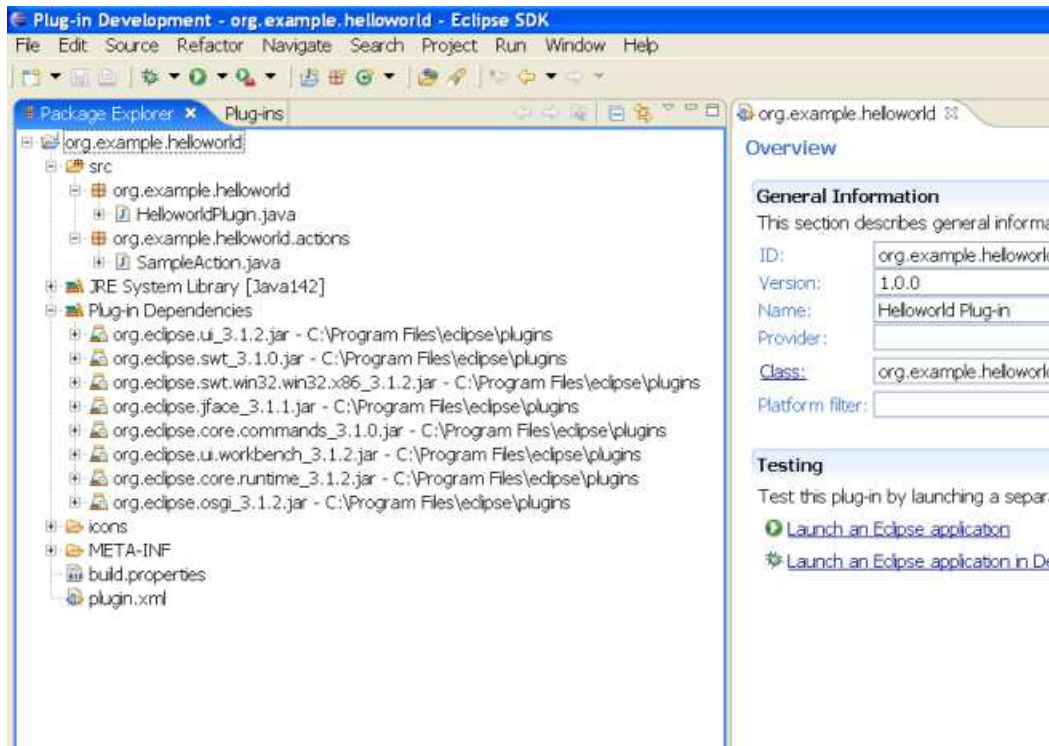 Plug-in Development - org.example.helloworld - Eclipse SDK
File Edit Source Refactor Navigate Search Project Run Window Help
Package Explorer Plug-ins
org.example.helloworld
src
org.example.helloworld
HelloworldPlugin.java
org.example.helloworld.actions
SampleAction.java
JRE System Library [Java142]
Plug-in Dependencies
org.eclipse.ui_3.1.2.jar - C:\Program Files\eclipse\plugins
org.eclipse.swt_3.1.0.jar - C:\Program Files\eclipse\plugins
org.eclipse.swt.win32.win32.x86_3.1.2.jar - C:\Program Files\eclipse\plugins
org.eclipse.jface_3.1.1.jar - C:\Program Files\eclipse\plugins
org.eclipse.core.commands_3.1.0.jar - C:\Program Files\eclipse\plugins
org.eclipse.ui.workbench_3.1.2.jar - C:\Program Files\eclipse\plugins
org.eclipse.core.runtime_3.1.2.jar - C:\Program Files\eclipse\plugins
org.eclipse.osgi_3.1.2.jar - C:\Program Files\eclipse\plugins
icons
META-INF
build.properties
plugin.xml
org.example.helloworld
Overview
General Information
This section describes general informa
ID: org.example.helloworld
Version: 1.0.0
Name: Helloworld Plug-in
Provider:
Class: org.example.helloworld
Platform filter:
Testing
Test this plug-in by launching a separ
Launch an Eclipse application
Launch an Eclipse application in De